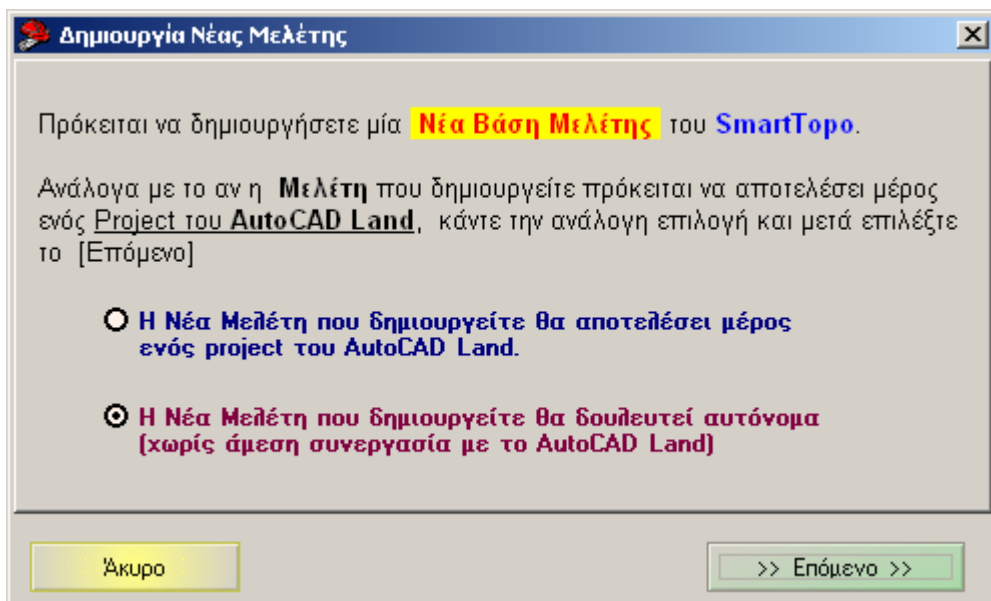 Δημιουργία Νέας Μελέτης
Πρόκειται να δημιουργήσετε μία Νέα Βάση Μελέτης του SmartTopo.
Ανάλογα με το αν η Μελέτη που δημιουργείτε πρόκειται να αποτελέσει μέρος
ενός Project του AutoCAD Land, κάντε την ανάλογη επιλογή και μετά επιλέξτε
το [Επόμενο]
Η Νέα Μελέτη που δημιουργείτε θα αποτελέσει μέρος
ενός project του AutoCAD Land.
Η Νέα Μελέτη που δημιουργείτε θα δουλευτεί αυτόνομα
(χωρίς άμεση συνεργασία με το AutoCAD Land)
Άκυρο
>> Επόμενο >>